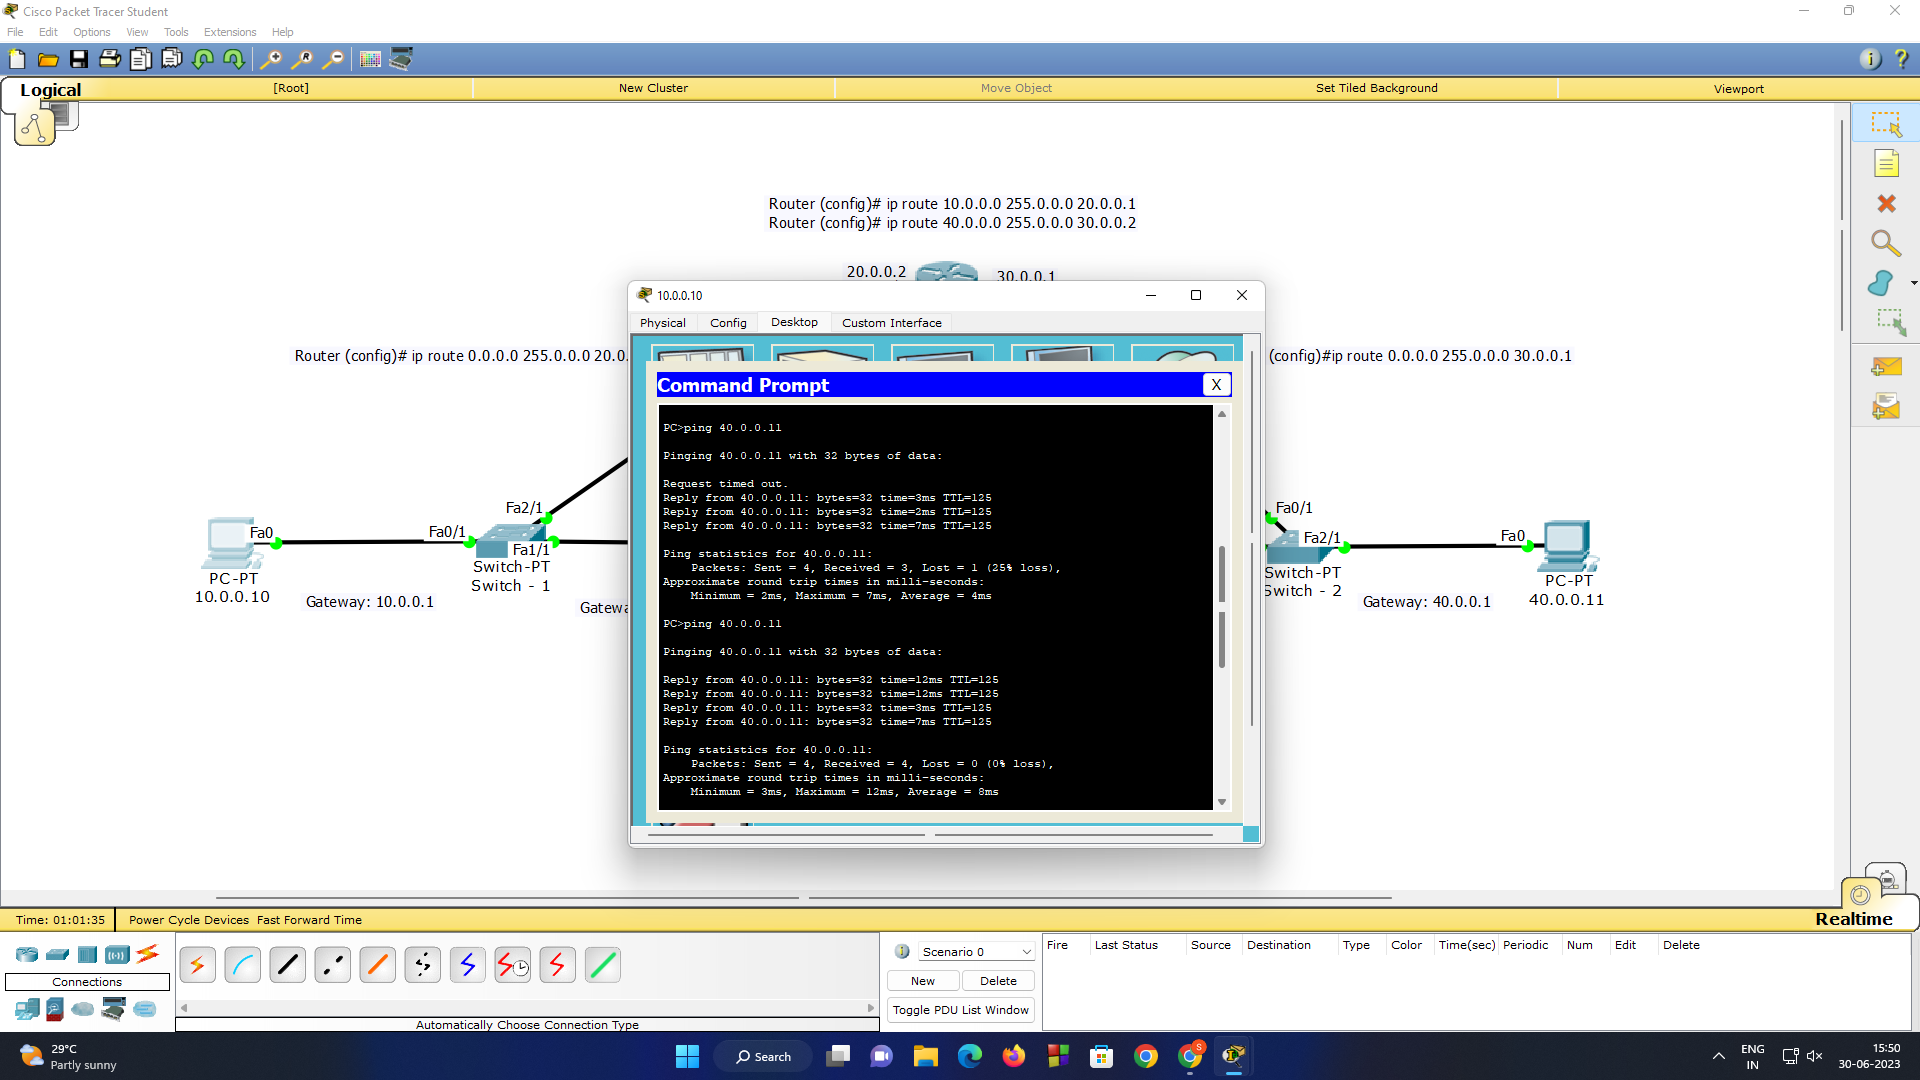 Cisco Packet Tracer Student
File Edit Options View Tools Extensions Help
Logical [Root] New Cluster Move Object Set Tiled Background Viewport
Router (config)# ip route 10.0.0.0 255.0.0.0 20.0.0.1
Router (config)# ip route 40.0.0.0 255.0.0.0 30.0.0.2
20.0.0.2 30.0.0.1
10.0.0.10
Physical Config Desktop Custom Interface
Router (config)# ip route 0.0.0.0 255.0.0.0 20.0.
(config)#ip route 0.0.0.0 255.0.0.0 30.0.0.1
Command Prompt X
PC>ping 40.0.0.11
Pinging 40.0.0.11 with 32 bytes of data:
Request timed out.
Reply from 40.0.0.11: bytes=32 time=3ms TTL=125
Reply from 40.0.0.11: bytes=32 time=2ms TTL=125
Reply from 40.0.0.11: bytes=32 time=7ms TTL=125
Ping statistics for 40.0.0.11:
Packets: Sent = 4, Received = 3, Lost = 1 (25% loss),
Approximate round trip times in milli-seconds:
Minimum = 2ms, Maximum = 7ms, Average = 4ms
PC>ping 40.0.0.11
Pinging 40.0.0.11 with 32 bytes of data:
Reply from 40.0.0.11: bytes=32 time=12ms TTL=125
Reply from 40.0.0.11: bytes=32 time=12ms TTL=125
Reply from 40.0.0.11: bytes=32 time=3ms TTL=125
Reply from 40.0.0.11: bytes=32 time=7ms TTL=125
Ping statistics for 40.0.0.11:
Packets: Sent = 4, Received = 4, Lost = 0 (0% loss),
Approximate round trip times in milli-seconds:
Minimum = 3ms, Maximum = 12ms, Average = 8ms
Fa0
PC-PT
10.0.0.10
Gateway: 10.0.0.1
Fa0/1
Fa2/1
Fa1/1
Switch-PT
Switch - 1
Gatewa
Fa0/1
Fa2/1
Switch-PT
Switch - 2
Gateway: 40.0.0.1
Fa0
PC-PT
40.0.0.11
Realtime
Time: 01:01:35 Power Cycle Devices Fast Forward Time
Connections
Automatically Choose Connection Type
Scenario 0
New Delete
Toggle PDU List Window
Fire Last Status Source Destination Type Color Time(sec) Periodic Num Edit Delete
29°C
Partly sunny
Search
S
ENG
IN
15:50
30-06-2023